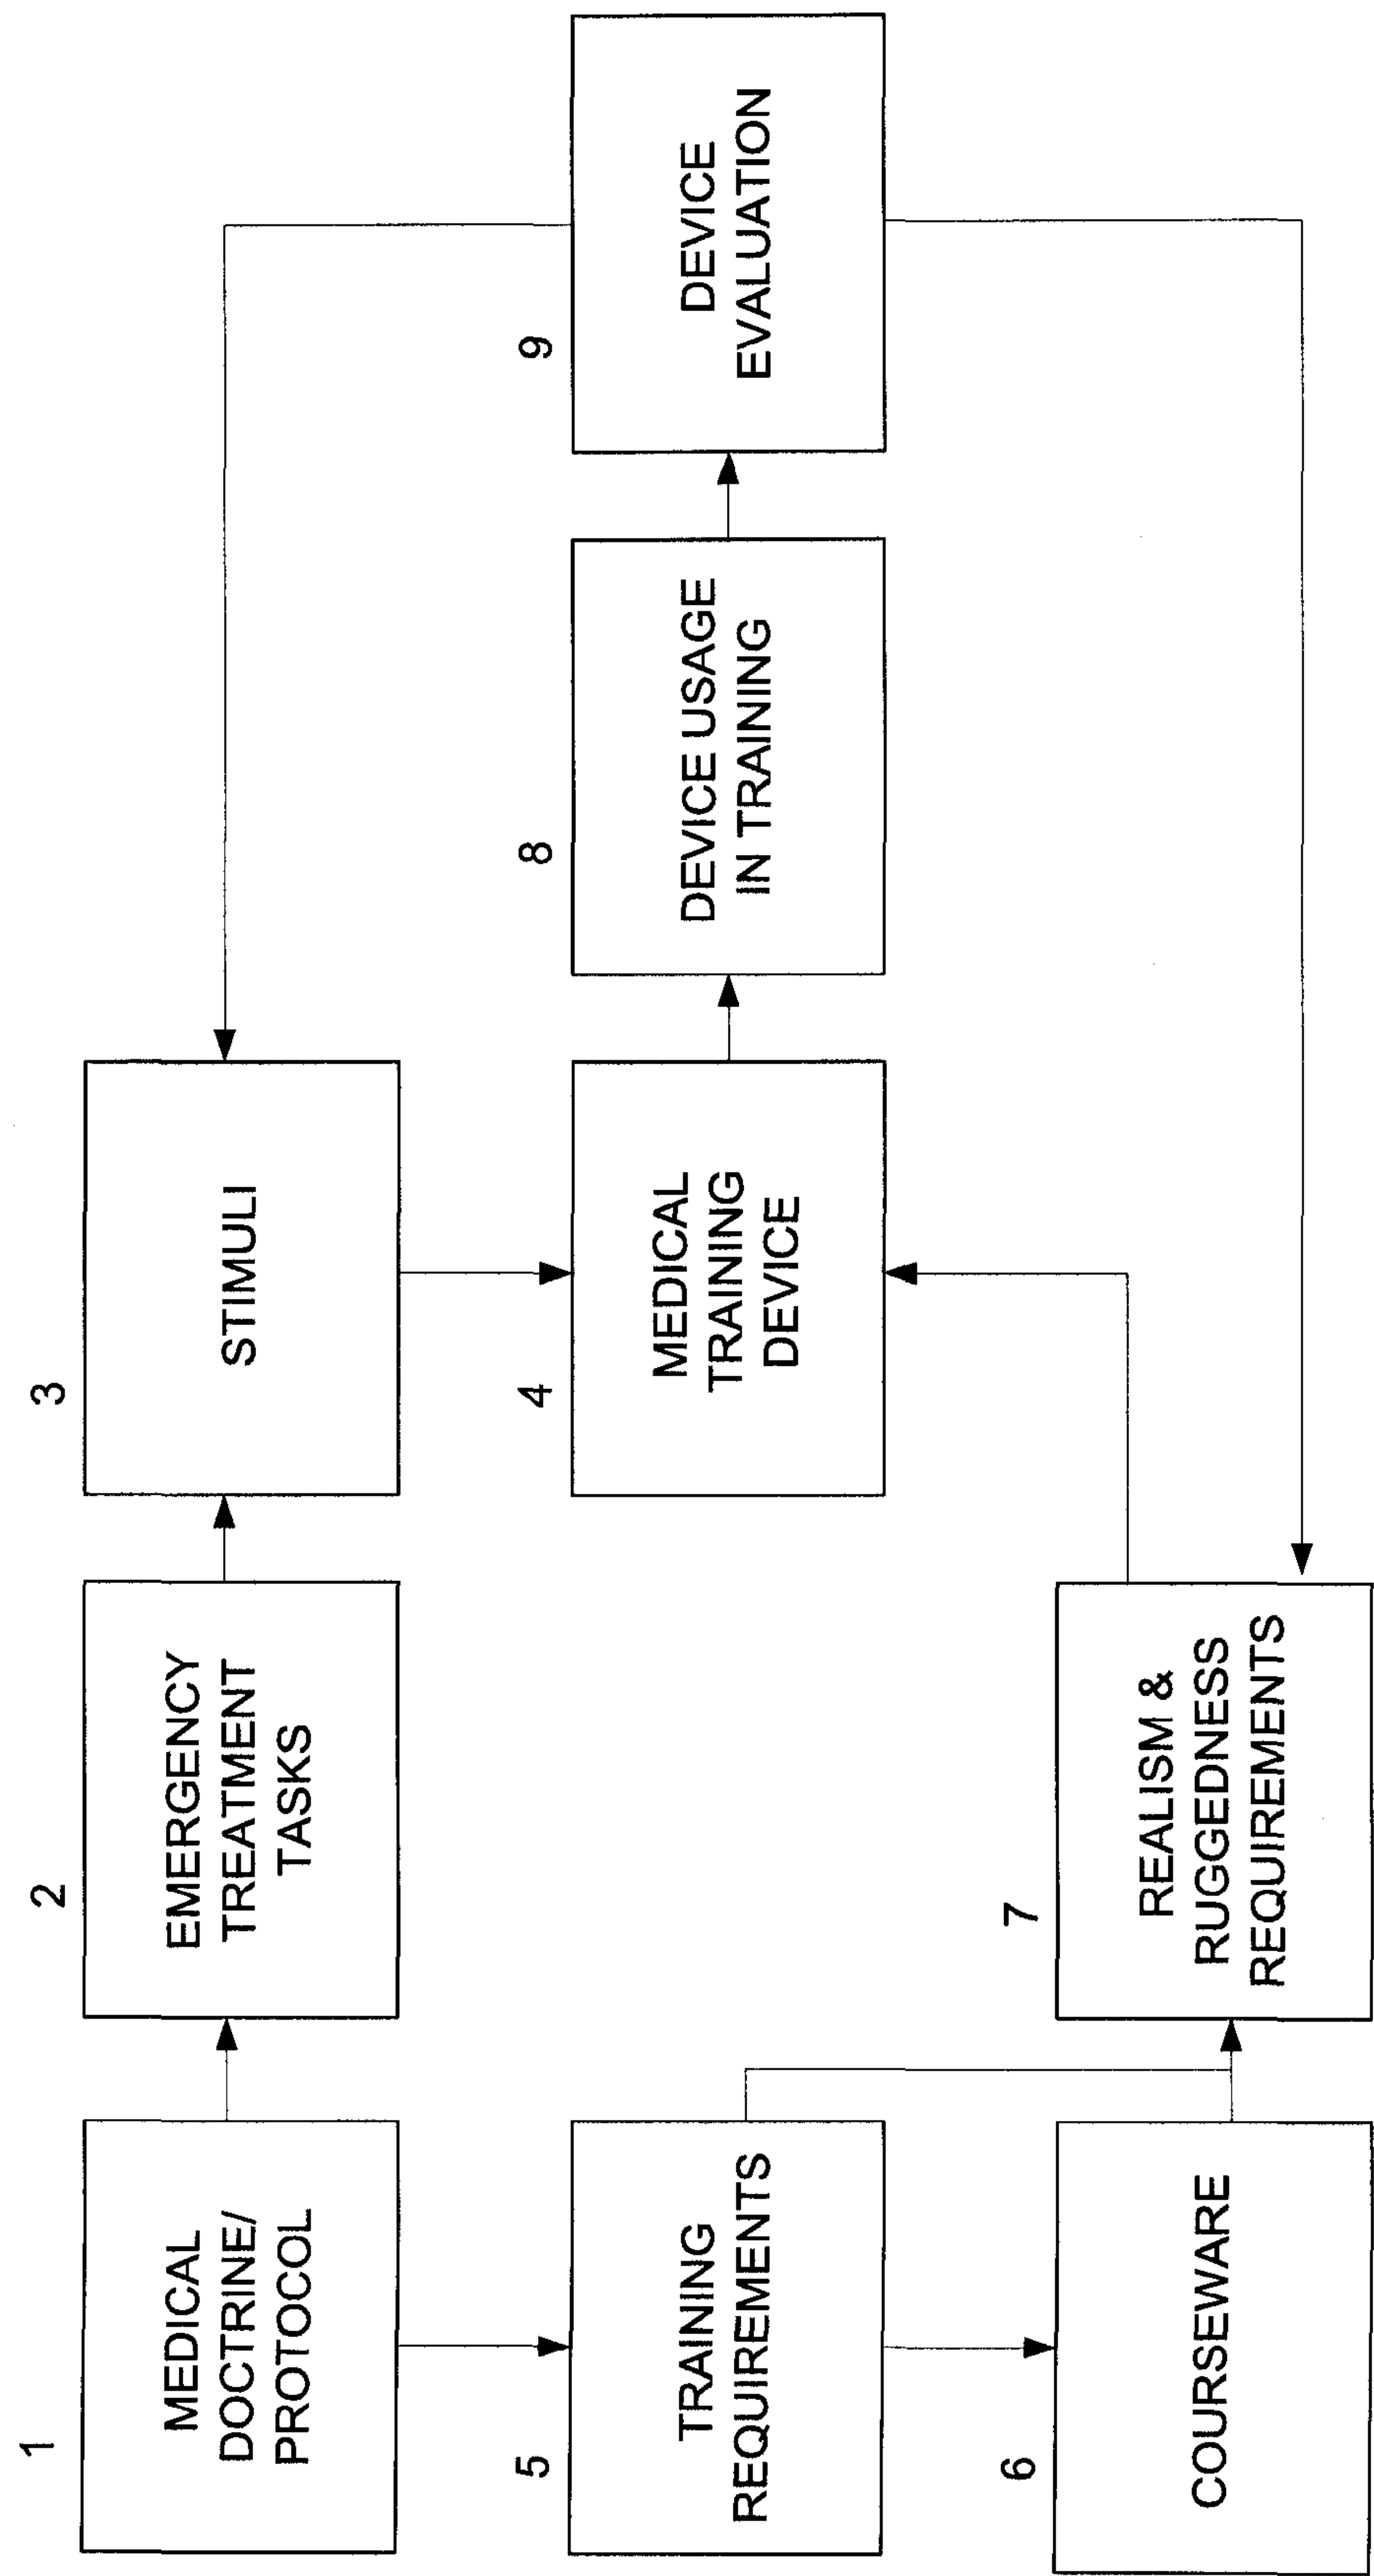 1
MEDICAL
DOCTRINE/
PROTOCOL
2
EMERGENCY
TREATMENT
TASKS
3
STIMULI
4
MEDICAL
TRAINING
DEVICE
5
TRAINING
REQUIREMENTS
6
COURSEWARE
7
REALISM &
RUGGEDNESS
REQUIREMENTS
8
DEVICE USAGE
IN TRAINING
9
DEVICE
EVALUATION